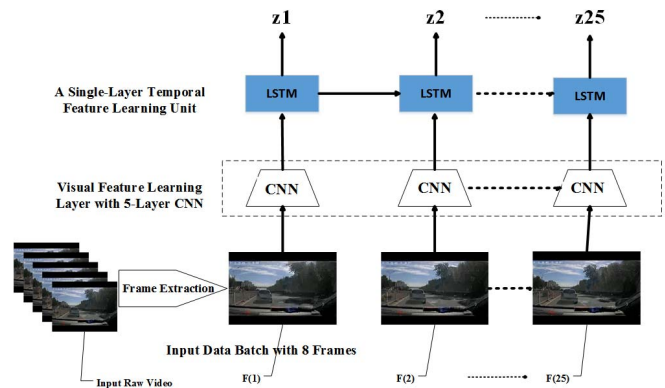 z1
z2
z25
A Single-Layer Temporal
Feature Learning Unit
LSTM
LSTM
LSTM
Visual Feature Learning
Layer with 5-Layer CNN
CNN
CNN
CNN
Frame Extraction
Input Data Batch with 8 Frames
Input Raw Video
F(1)
F(2)
F(25)